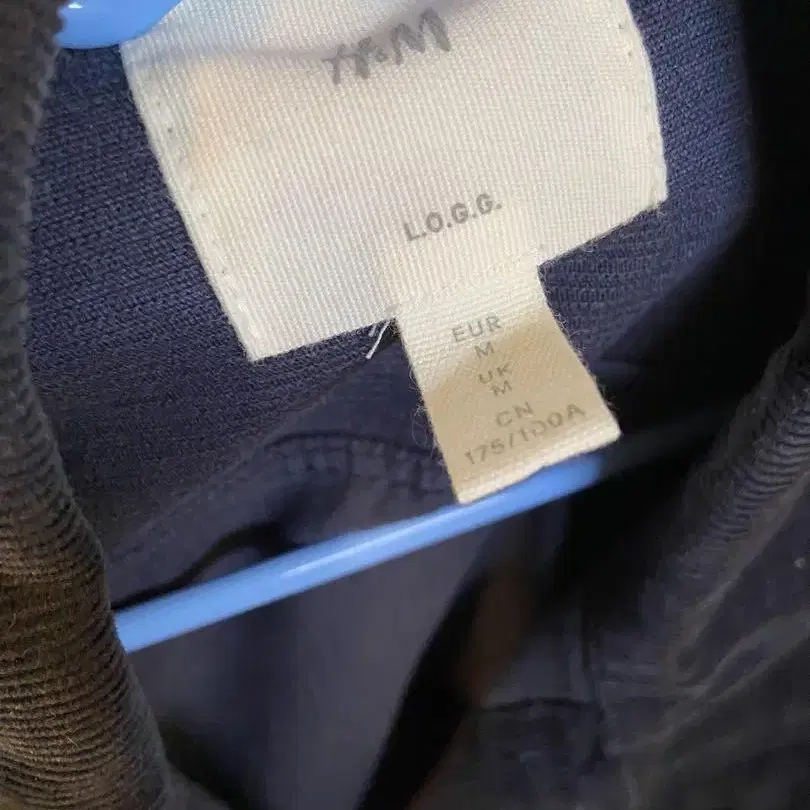 H&M
L.O.G.G.
EUR
M
UK
M
CN
175/100A